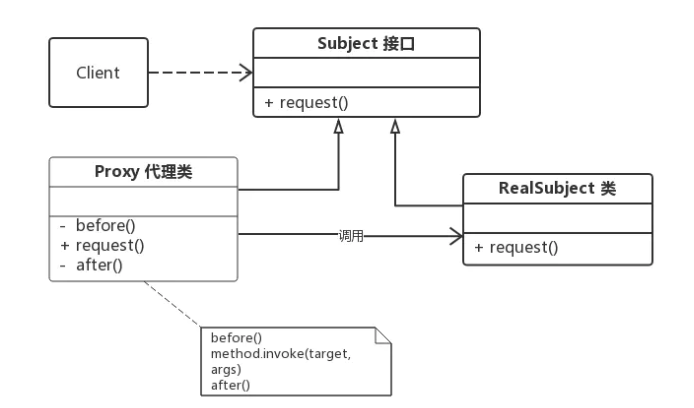 Subject 接口
Client
+ request()
Proxy 代理类
RealSubject 类
- before()
+ request()
- after()
调用
+ request()
before()
method.invoke(target,
args)
after()